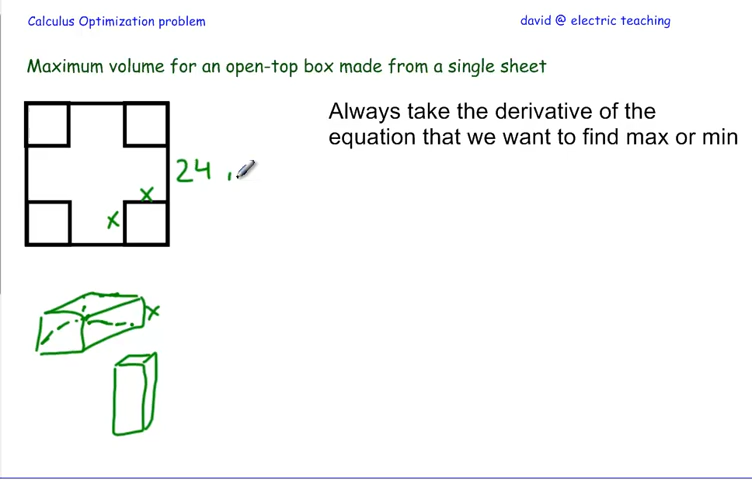 Calculus Optimization problem
david @ electric teaching
Maximum volume for an open-top box made from a single sheet
Always take the derivative of the
equation that we want to find max or min
24
x
x
x